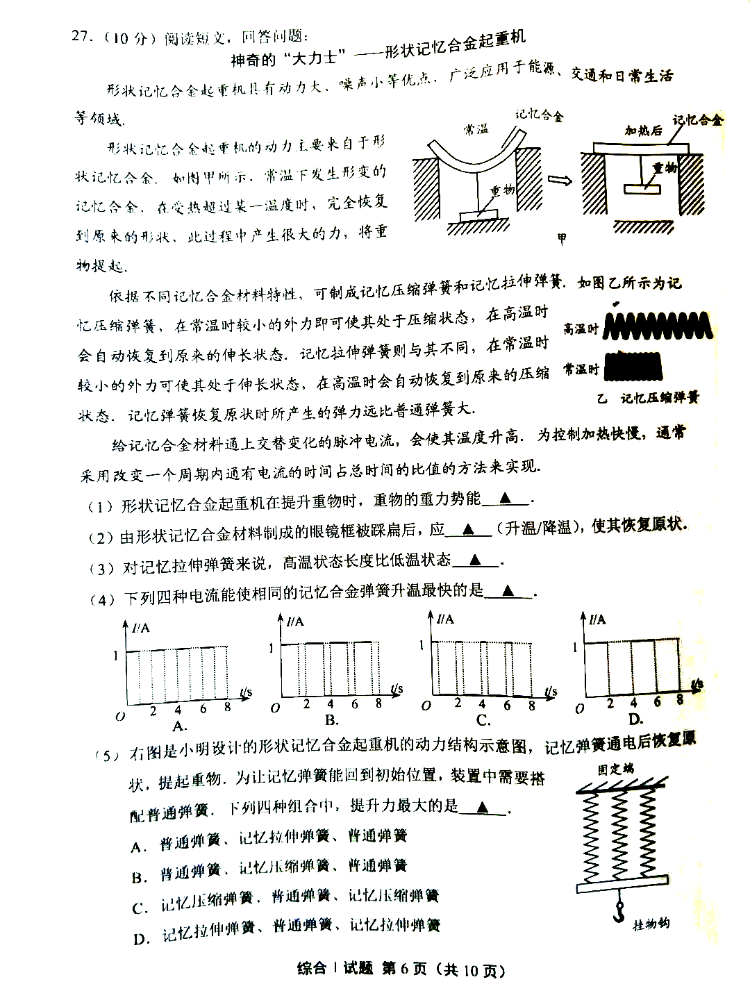 27.（10 分）阅读短文，回答问题：
神奇的“大力士”——形状记忆合金起重机
形状记忆合金起重机具有动力大、噪声小等优点，广泛应用于能源、交通和日常生活
等领域.
形状记忆合金起重机的动力主要来自于形
状记忆合金. 如图甲所示，常温下发生形变的
记忆合金，在受热超过某一温度时，完全恢复
到原来的形状，此过程中产生很大的力，将重
物提起.
常温
记忆合金
重物
加热后
记忆合金
重物
甲
依据不同记忆合金材料特性，可制成记忆压缩弹簧和记忆拉伸弹簧. 如图乙所示为记
忆压缩弹簧，在常温时较小的外力即可使其处于压缩状态，在高温时
会自动恢复到原来的伸长状态. 记忆拉伸弹簧则与其不同，在常温时
较小的外力可使其处于伸长状态，在高温时会自动恢复到原来的压缩
状态. 记忆弹簧恢复原状时所产生的弹力远比普通弹簧大.
高温时
常温时
乙 记忆压缩弹簧
给记忆合金材料通上交替变化的脉冲电流，会使其温度升高. 为控制加热快慢，通常
采用改变一个周期内通有电流的时间占总时间的比值的方法来实现.
（1）形状记忆合金起重机在提升重物时，重物的重力势能▲.
（2）由形状记忆合金材料制成的眼镜框被踩扁后，应▲（升温/降温），使其恢复原状.
（3）对记忆拉伸弹簧来说，高温状态长度比低温状态▲.
（4）下列四种电流能使相同的记忆合金弹簧升温最快的是▲.
I/A 1 O 2 4 6 8 t/s
A.
I/A 1 O 2 4 6 8 t/s
B.
I/A 1 O 2 4 6 8 t/s
C.
I/A 1 O 2 4 6 8 t/s
D.
（5）右图是小明设计的形状记忆合金起重机的动力结构示意图，记忆弹簧通电后恢复原
状，提起重物. 为让记忆弹簧能回到初始位置，装置中需要搭
配普通弹簧. 下列四种组合中，提升力最大的是▲.
A. 普通弹簧、记忆拉伸弹簧、普通弹簧
B. 普通弹簧、记忆压缩弹簧、普通弹簧
C. 记忆压缩弹簧、普通弹簧、记忆压缩弹簧
D. 记忆拉伸弹簧、普通弹簧、记忆拉伸弹簧
固定端
挂物钩
综合 I 试题 第 6 页（共 10 页）